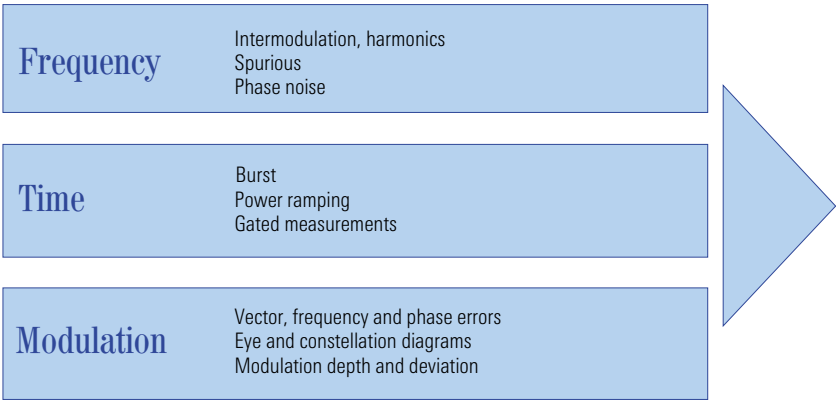 Frequency
Intermodulation, harmonics
Spurious
Phase noise
Time
Burst
Power ramping
Gated measurements
Modulation
Vector, frequency and phase errors
Eye and constellation diagrams
Modulation depth and deviation